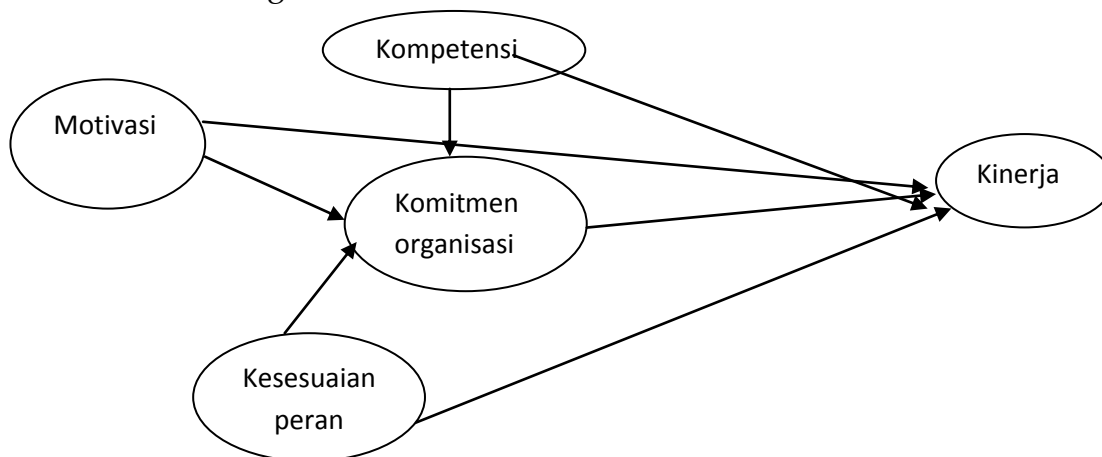 Kompetensi
Motivasi
Kinerja
Komitmen
organisasi
Kesesuaian
peran